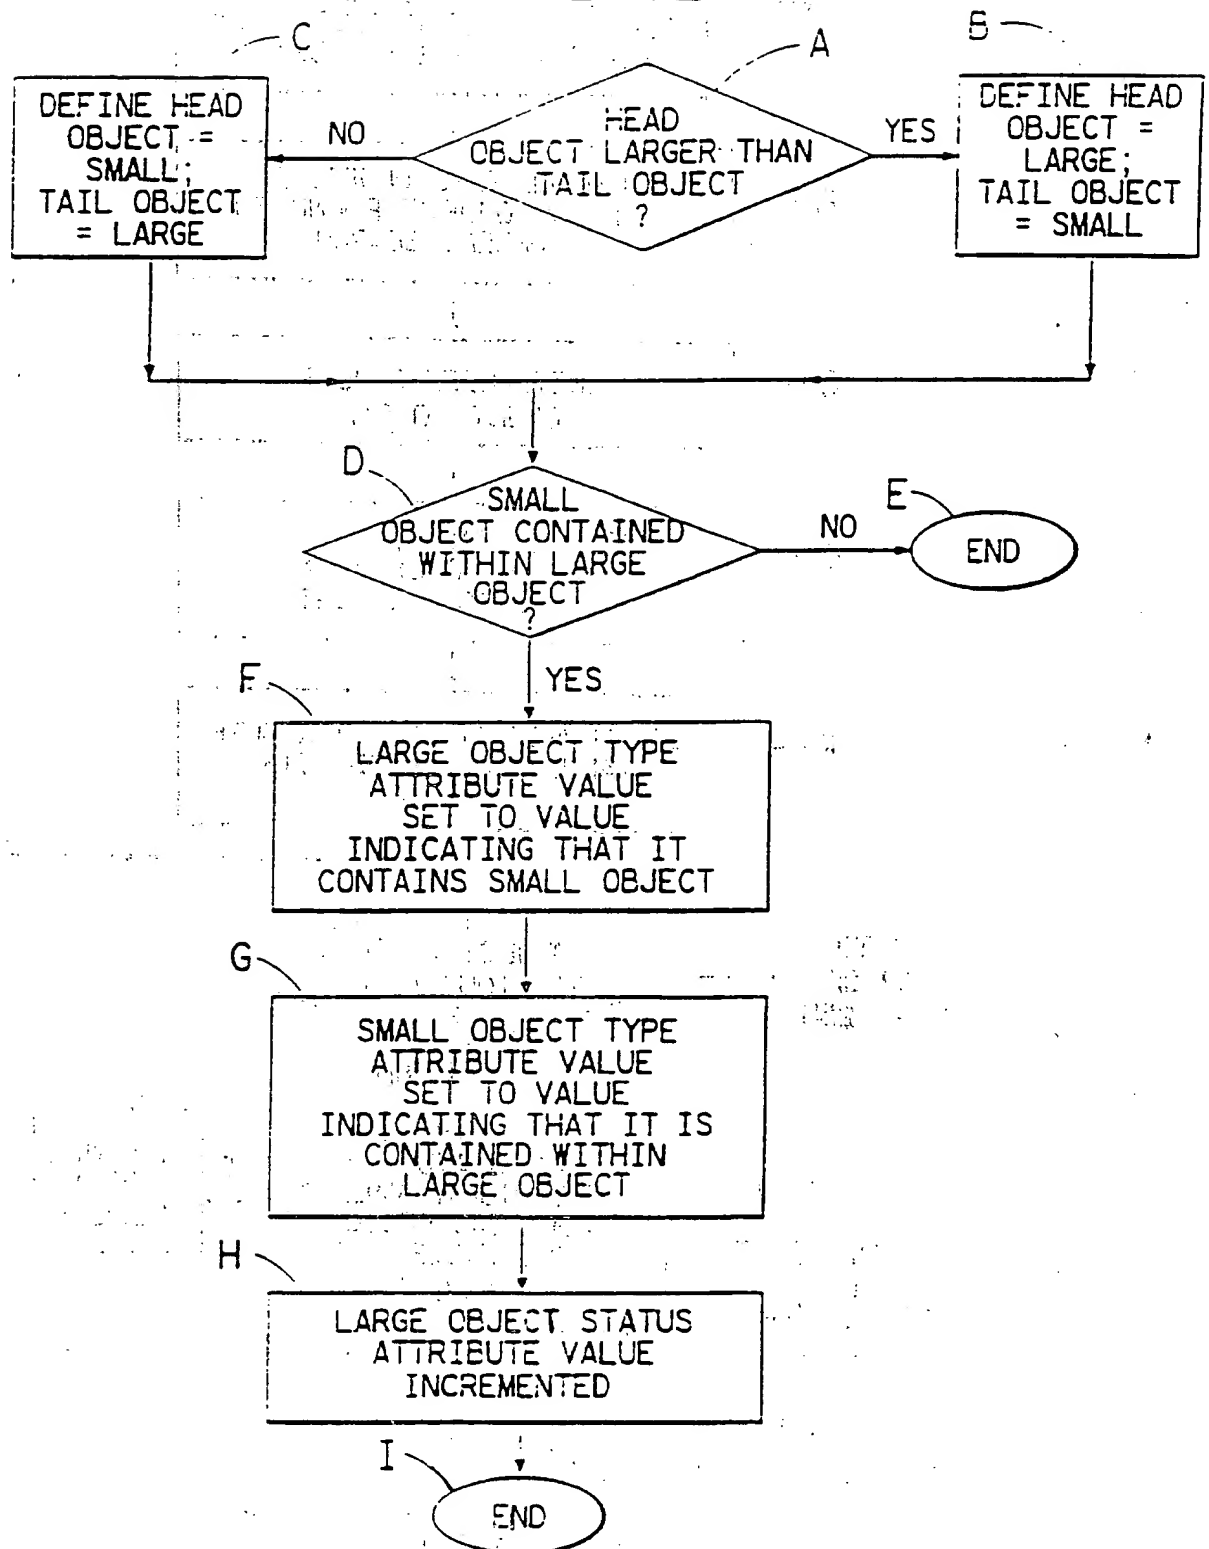 C
A
B
DEFINE HEAD
OBJECT =
SMALL;
TAIL OBJECT
= LARGE
NO
HEAD
OBJECT LARGER THAN
TAIL OBJECT
?
YES
DEFINE HEAD
OBJECT =
LARGE;
TAIL OBJECT
= SMALL
D
SMALL
OBJECT CONTAINED
WITHIN LARGE
OBJECT
?
NO
E
END
YES
F
LARGE OBJECT TYPE
ATTRIBUTE VALUE
SET TO VALUE
INDICATING THAT IT
CONTAINS SMALL OBJECT
G
SMALL OBJECT TYPE
ATTRIBUTE VALUE
SET TO VALUE
INDICATING THAT IT IS
CONTAINED WITHIN
LARGE OBJECT
H
LARGE OBJECT STATUS
ATTRIBUTE VALUE
INCREMENTED
I
END